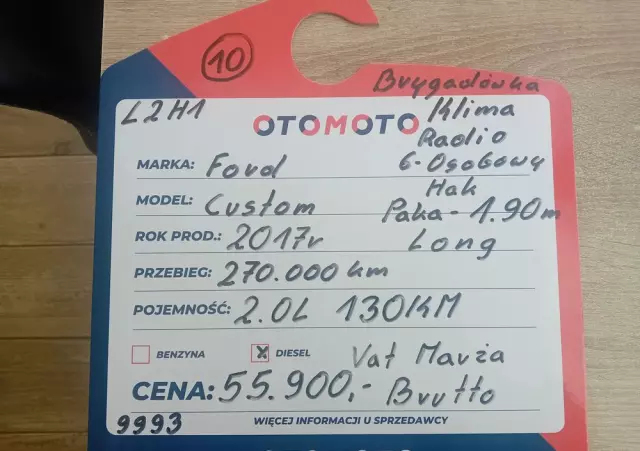 10
Brygadówka
L2H1
Klima
OTOMOTO
Radio
MARKA: Ford
6-Osobowy
Hak
MODEL: Custom
Paka - 1.90m
ROK PROD.: 2017r
Long
PRZEBIEG: 270.000 km
POJEMNOŚĆ: 2.0L 130KM
BENZYNA
X DIESEL
Vat Marża
CENA: 55.900,- Brutto
9993
WIĘCEJ INFORMACJI U SPRZEDAWCY